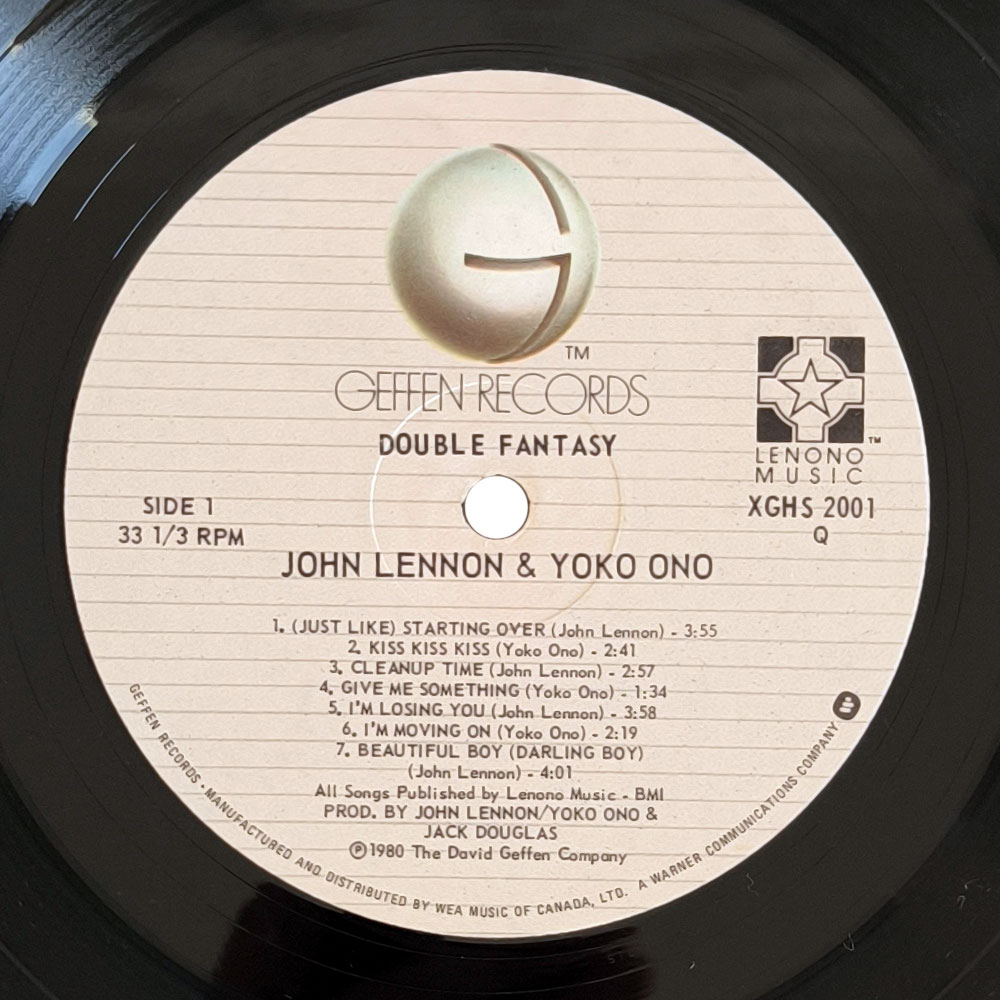 TM
GEFFEN RECORDS
DOUBLE FANTASY
TM
LENONO
MUSIC
SIDE 1
33 1/3 RPM
XGHS 2001
Q
JOHN LENNON & YOKO ONO
1. (JUST LIKE) STARTING OVER (John Lennon) - 3:55
2. KISS KISS KISS (Yoko Ono) - 2:41
3. CLEANUP TIME (John Lennon) - 2:57
4. GIVE ME SOMETHING (Yoko Ono) - 1:34
5. I'M LOSING YOU (John Lennon) - 3:58
6. I'M MOVING ON (Yoko Ono) - 2:19
7. BEAUTIFUL BOY (DARLING BOY)
(John Lennon) - 4:01
All Songs Published by Lenono Music - BMI
PROD. BY JOHN LENNON/YOKO ONO &
JACK DOUGLAS
℗1980 The David Geffen Company
GEFFEN RECORDS • MANUFACTURED AND DISTRIBUTED BY WEA MUSIC OF CANADA, LTD. A WARNER COMMUNICATIONS COMPANY